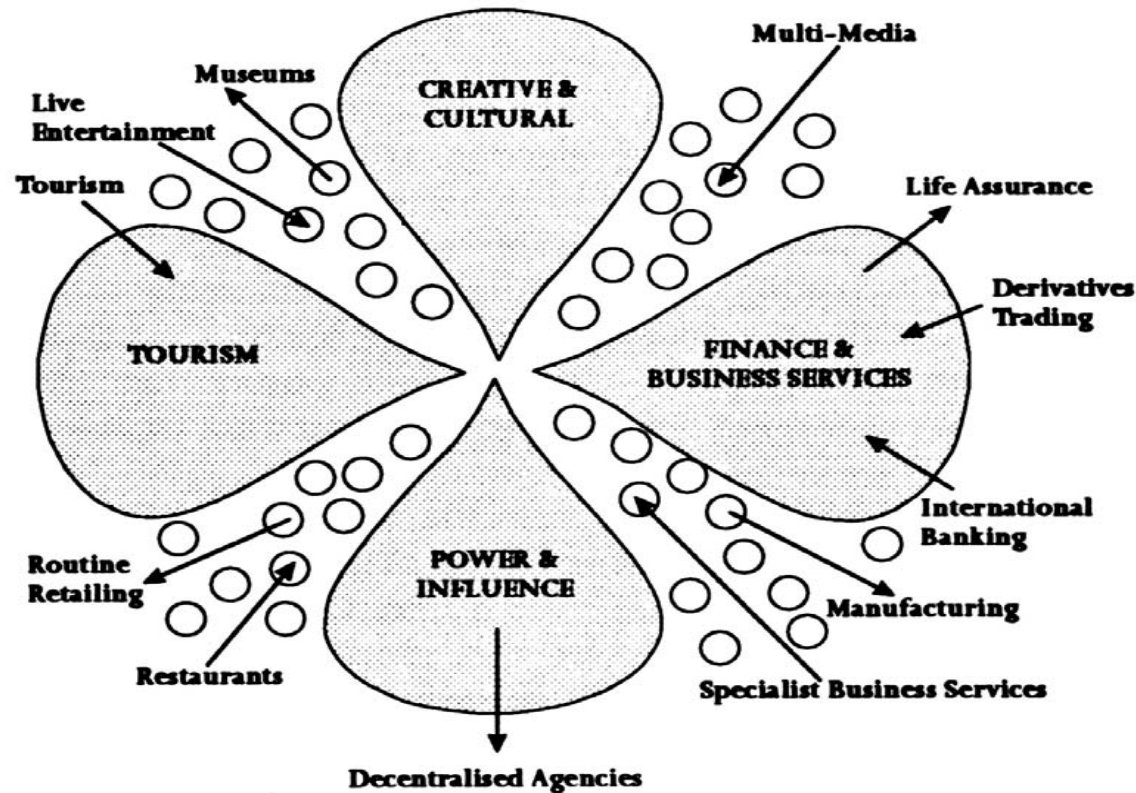 Multi-Media
Museums
CREATIVE &
CULTURAL
Live
Entertainment
Tourism
Life Assurance
Derivatives
Trading
TOURISM
FINANCE &
BUSINESS SERVICES
International
Banking
Routine
Retailing
POWER &
INFLUENCE
Manufacturing
Restaurants
Specialist Business Services
Decentralised Agencies